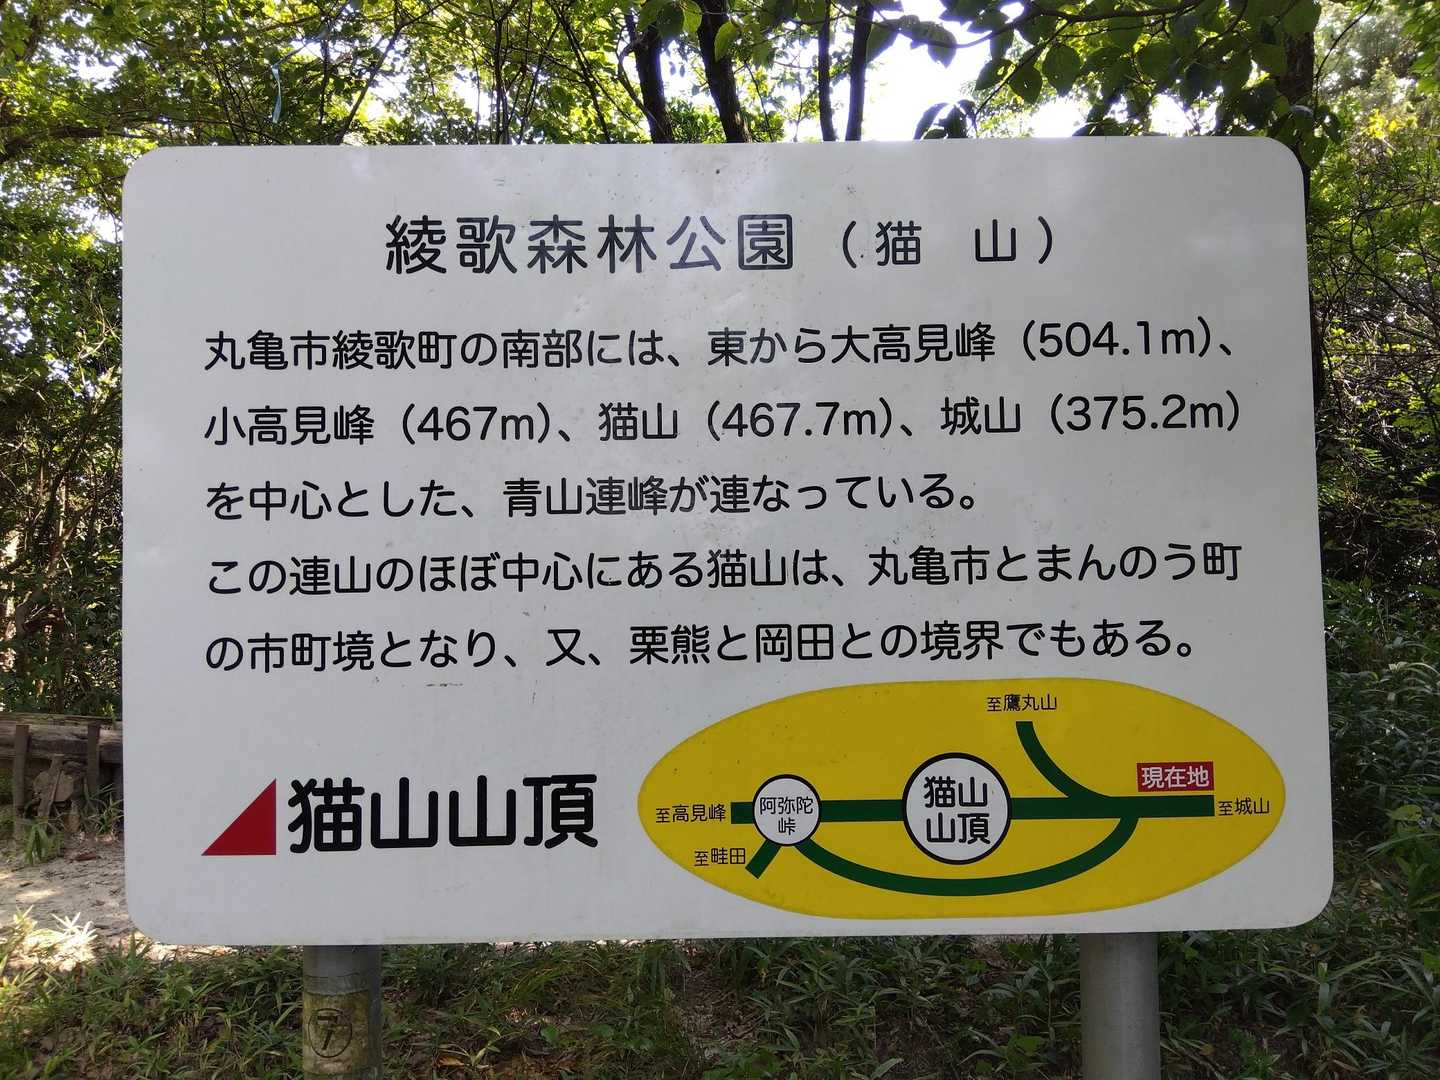 綾歌森林公園（猫　山）
丸亀市綾歌町の南部には、東から大高見峰（504.1m）、
小高見峰（467m）、猫山（467.7m）、城山（375.2m）
を中心とした、青山連峰が連なっている。
この連山のほぼ中心にある猫山は、丸亀市とまんのう町
の市町境となり、又、栗熊と岡田との境界でもある。
猫山山頂
至鷹丸山
現在地
至高見峰
阿弥陀
峠
猫山
山頂
至城山
至畦田
ア